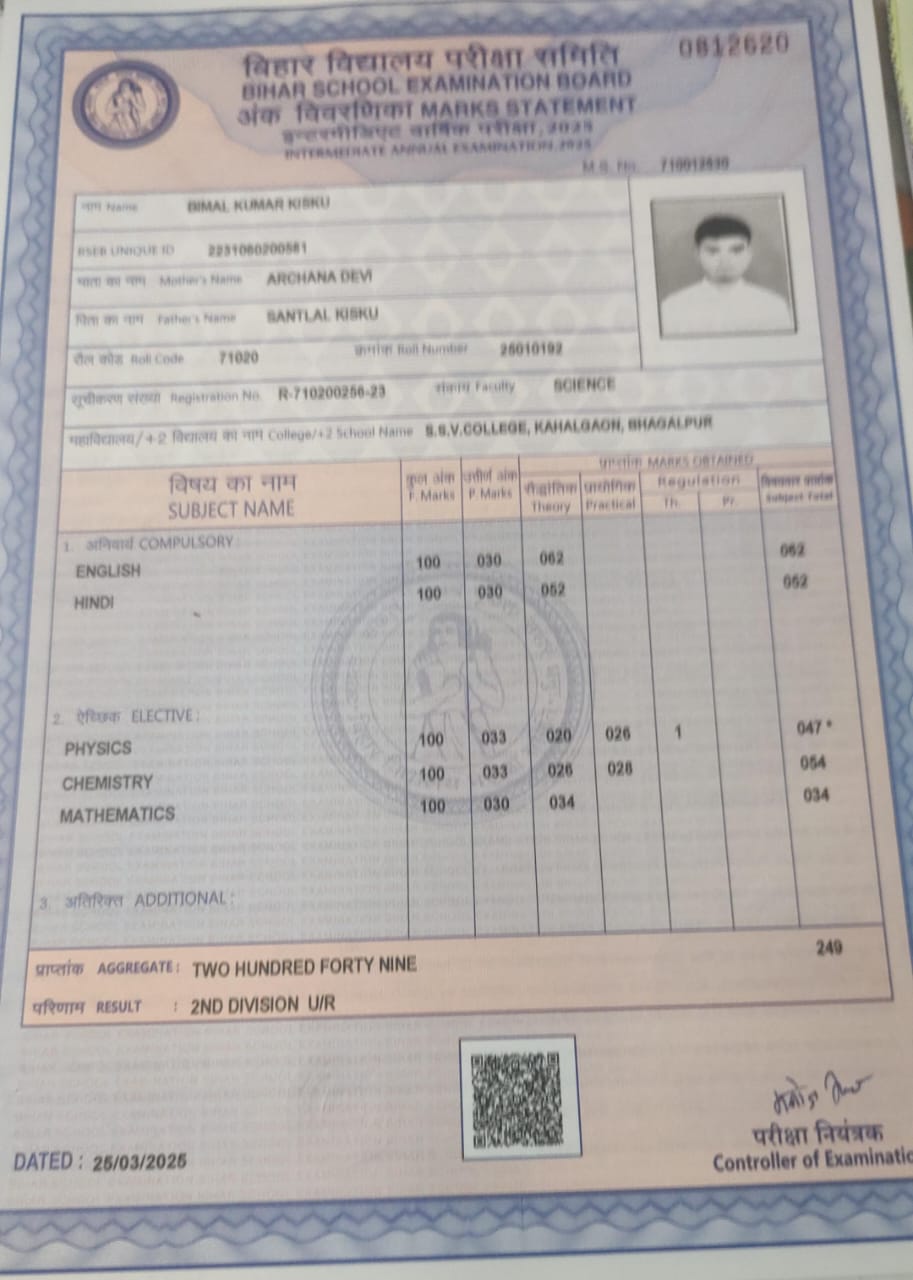 0812620
बिहार विद्यालय परीक्षा समिति
BIHAR SCHOOL EXAMINATION BOARD
अंक विवरणिका MARKS STATEMENT
इन्टरमीडिएट वार्षिक परीक्षा, 2025
INTERMEDIATE ANNUAL EXAMINATION, 2025
M.S. No.
नाम Name BIMAL KUMAR KISKU
BSEB UNIQUE ID 2231060200581
माता का नाम Mother's Name ARCHANA DEVI
पिता का नाम Father's Name SANTLAL KISKU
रौल कोड Roll Code 71020 क्रमांक Roll Number 25010192
सूचीकरण संख्या Registration No. R-710200256-23 संकाय Faculty SCIENCE
महाविद्यालय/+2 विद्यालय का नाम College/+2 School Name S.S.V.COLLEGE, KAHALGAON, BHAGALPUR
विषय का नाम कुल अंक उत्तीर्ण अंक प्राप्तांक MARKS OBTAINED
SUBJECT NAME F. Marks P. Marks सैद्धांतिक Theory प्रायोगिक Practical Regulation Th. Pr. विषयवार प्राप्तांक Subject Total
1. अनिवार्य COMPULSORY :
ENGLISH 100 030 062 062
HINDI 100 030 052 052
2. ऐच्छिक ELECTIVE :
PHYSICS 100 033 020 026 1 047 *
CHEMISTRY 100 033 026 028 054
MATHEMATICS 100 030 034 034
3. अतिरिक्त ADDITIONAL :
प्राप्तांक AGGREGATE : TWO HUNDRED FORTY NINE 249
परिणाम RESULT : 2ND DIVISION U/R
DATED : 25/03/2025
परीक्षा नियंत्रक
Controller of Examinatio